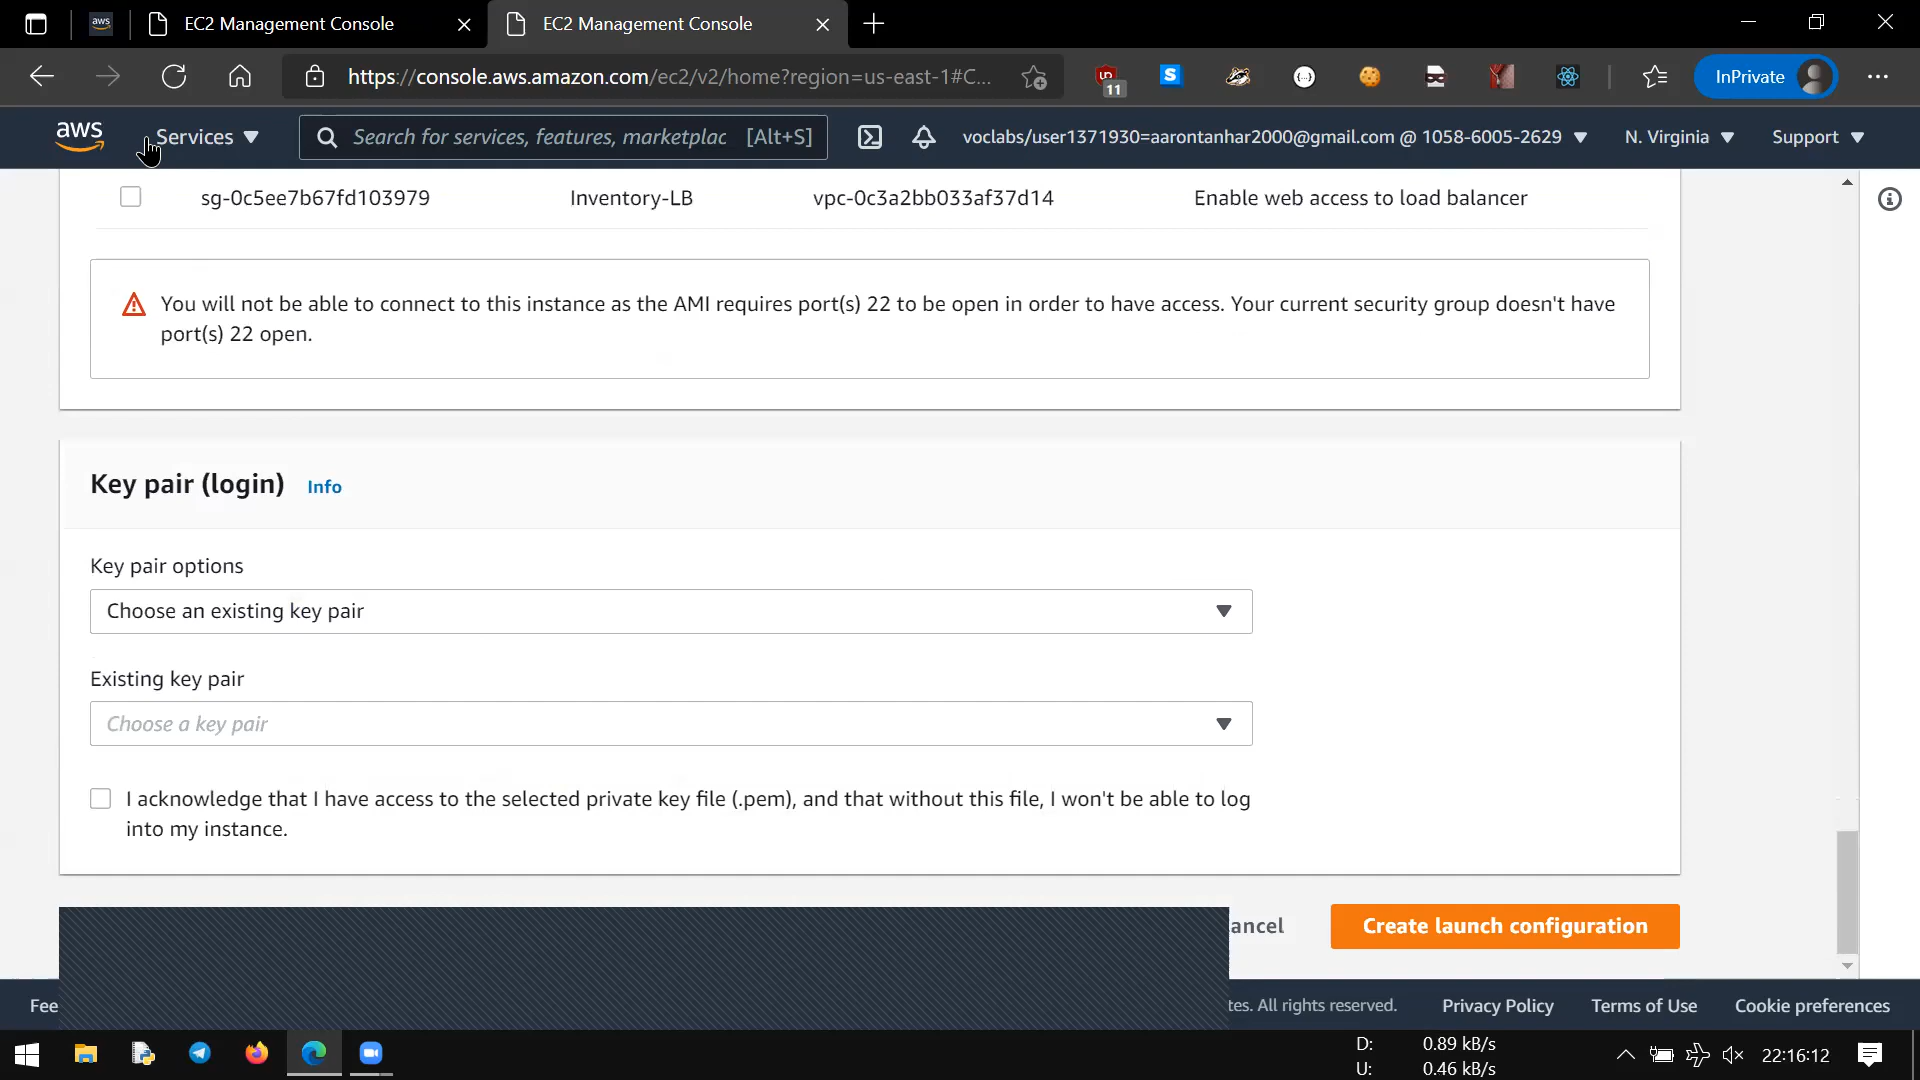 aws
EC2 Management Console
EC2 Management Console
https://console.aws.amazon.com/ec2/v2/home?region=us-east-1#C...
11
InPrivate
aws
Services
Search for services, features, marketplac [Alt+S]
voclabs/user1371930=aarontanhar2000@gmail.com @ 1058-6005-2629
N. Virginia
Support
sg-0c5ee7b67fd103979
Inventory-LB
vpc-0c3a2bb033af37d14
Enable web access to load balancer
You will not be able to connect to this instance as the AMI requires port(s) 22 to be open in order to have access. Your current security group doesn't have
port(s) 22 open.
Key pair (login) Info
Key pair options
Choose an existing key pair
Existing key pair
Choose a key pair
I acknowledge that I have access to the selected private key file (.pem), and that without this file, I won't be able to log
into my instance.
ancel
Create launch configuration
Fee
tes. All rights reserved.
Privacy Policy
Terms of Use
Cookie preferences
D: 0.89 kB/s
U: 0.46 kB/s
22:16:12